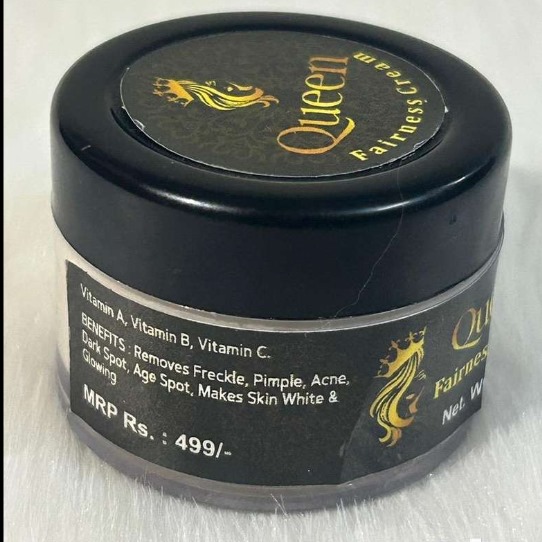 Queen
Fairness Cream
Vitamin A, Vitamin B, Vitamin C.
BENEFITS : Removes Freckle, Pimple, Acne,
Dark Spot, Age Spot, Makes Skin White &
Glowing
MRP Rs. : 499/-
Net.